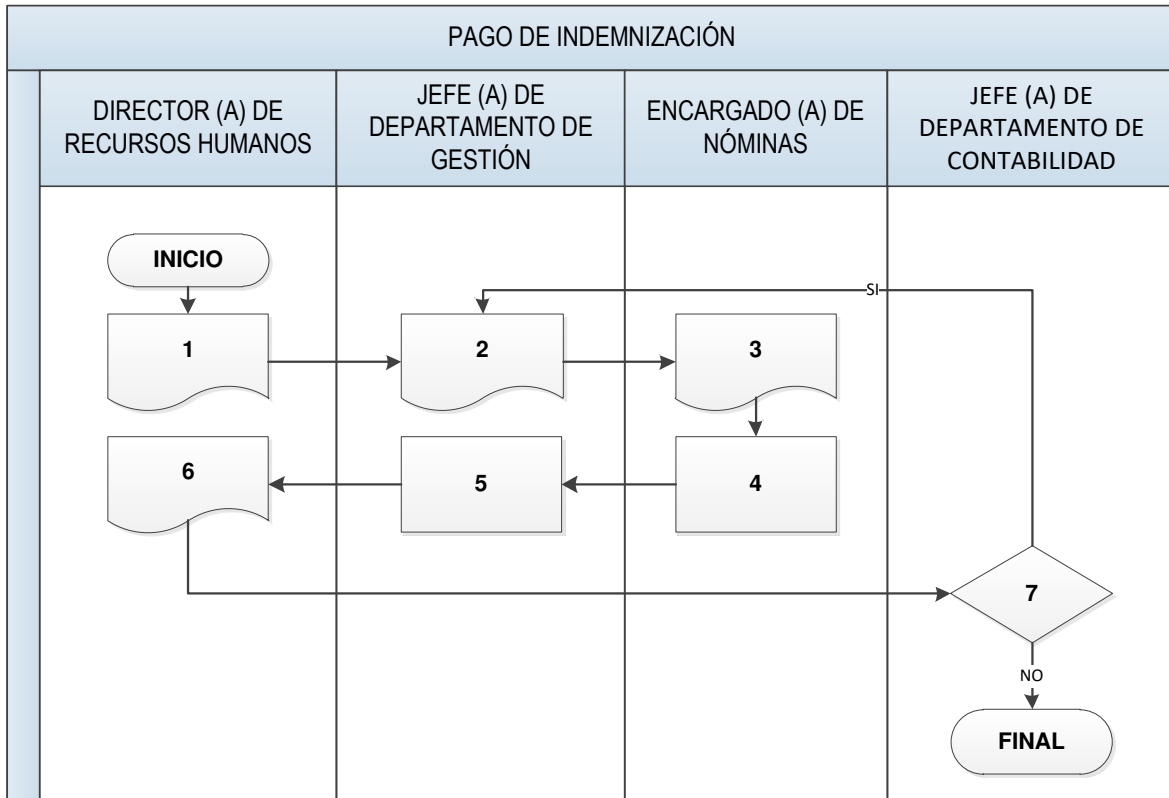 PAGO DE INDEMNIZACIÓN
DIRECTOR (A) DE
RECURSOS HUMANOS
JEFE (A) DE
DEPARTAMENTO DE
GESTIÓN
ENCARGADO (A) DE
NÓMINAS
JEFE (A) DE
DEPARTAMENTO DE
CONTABILIDAD
INICIO
SI
1
2
3
6
5
4
7
NO
FINAL